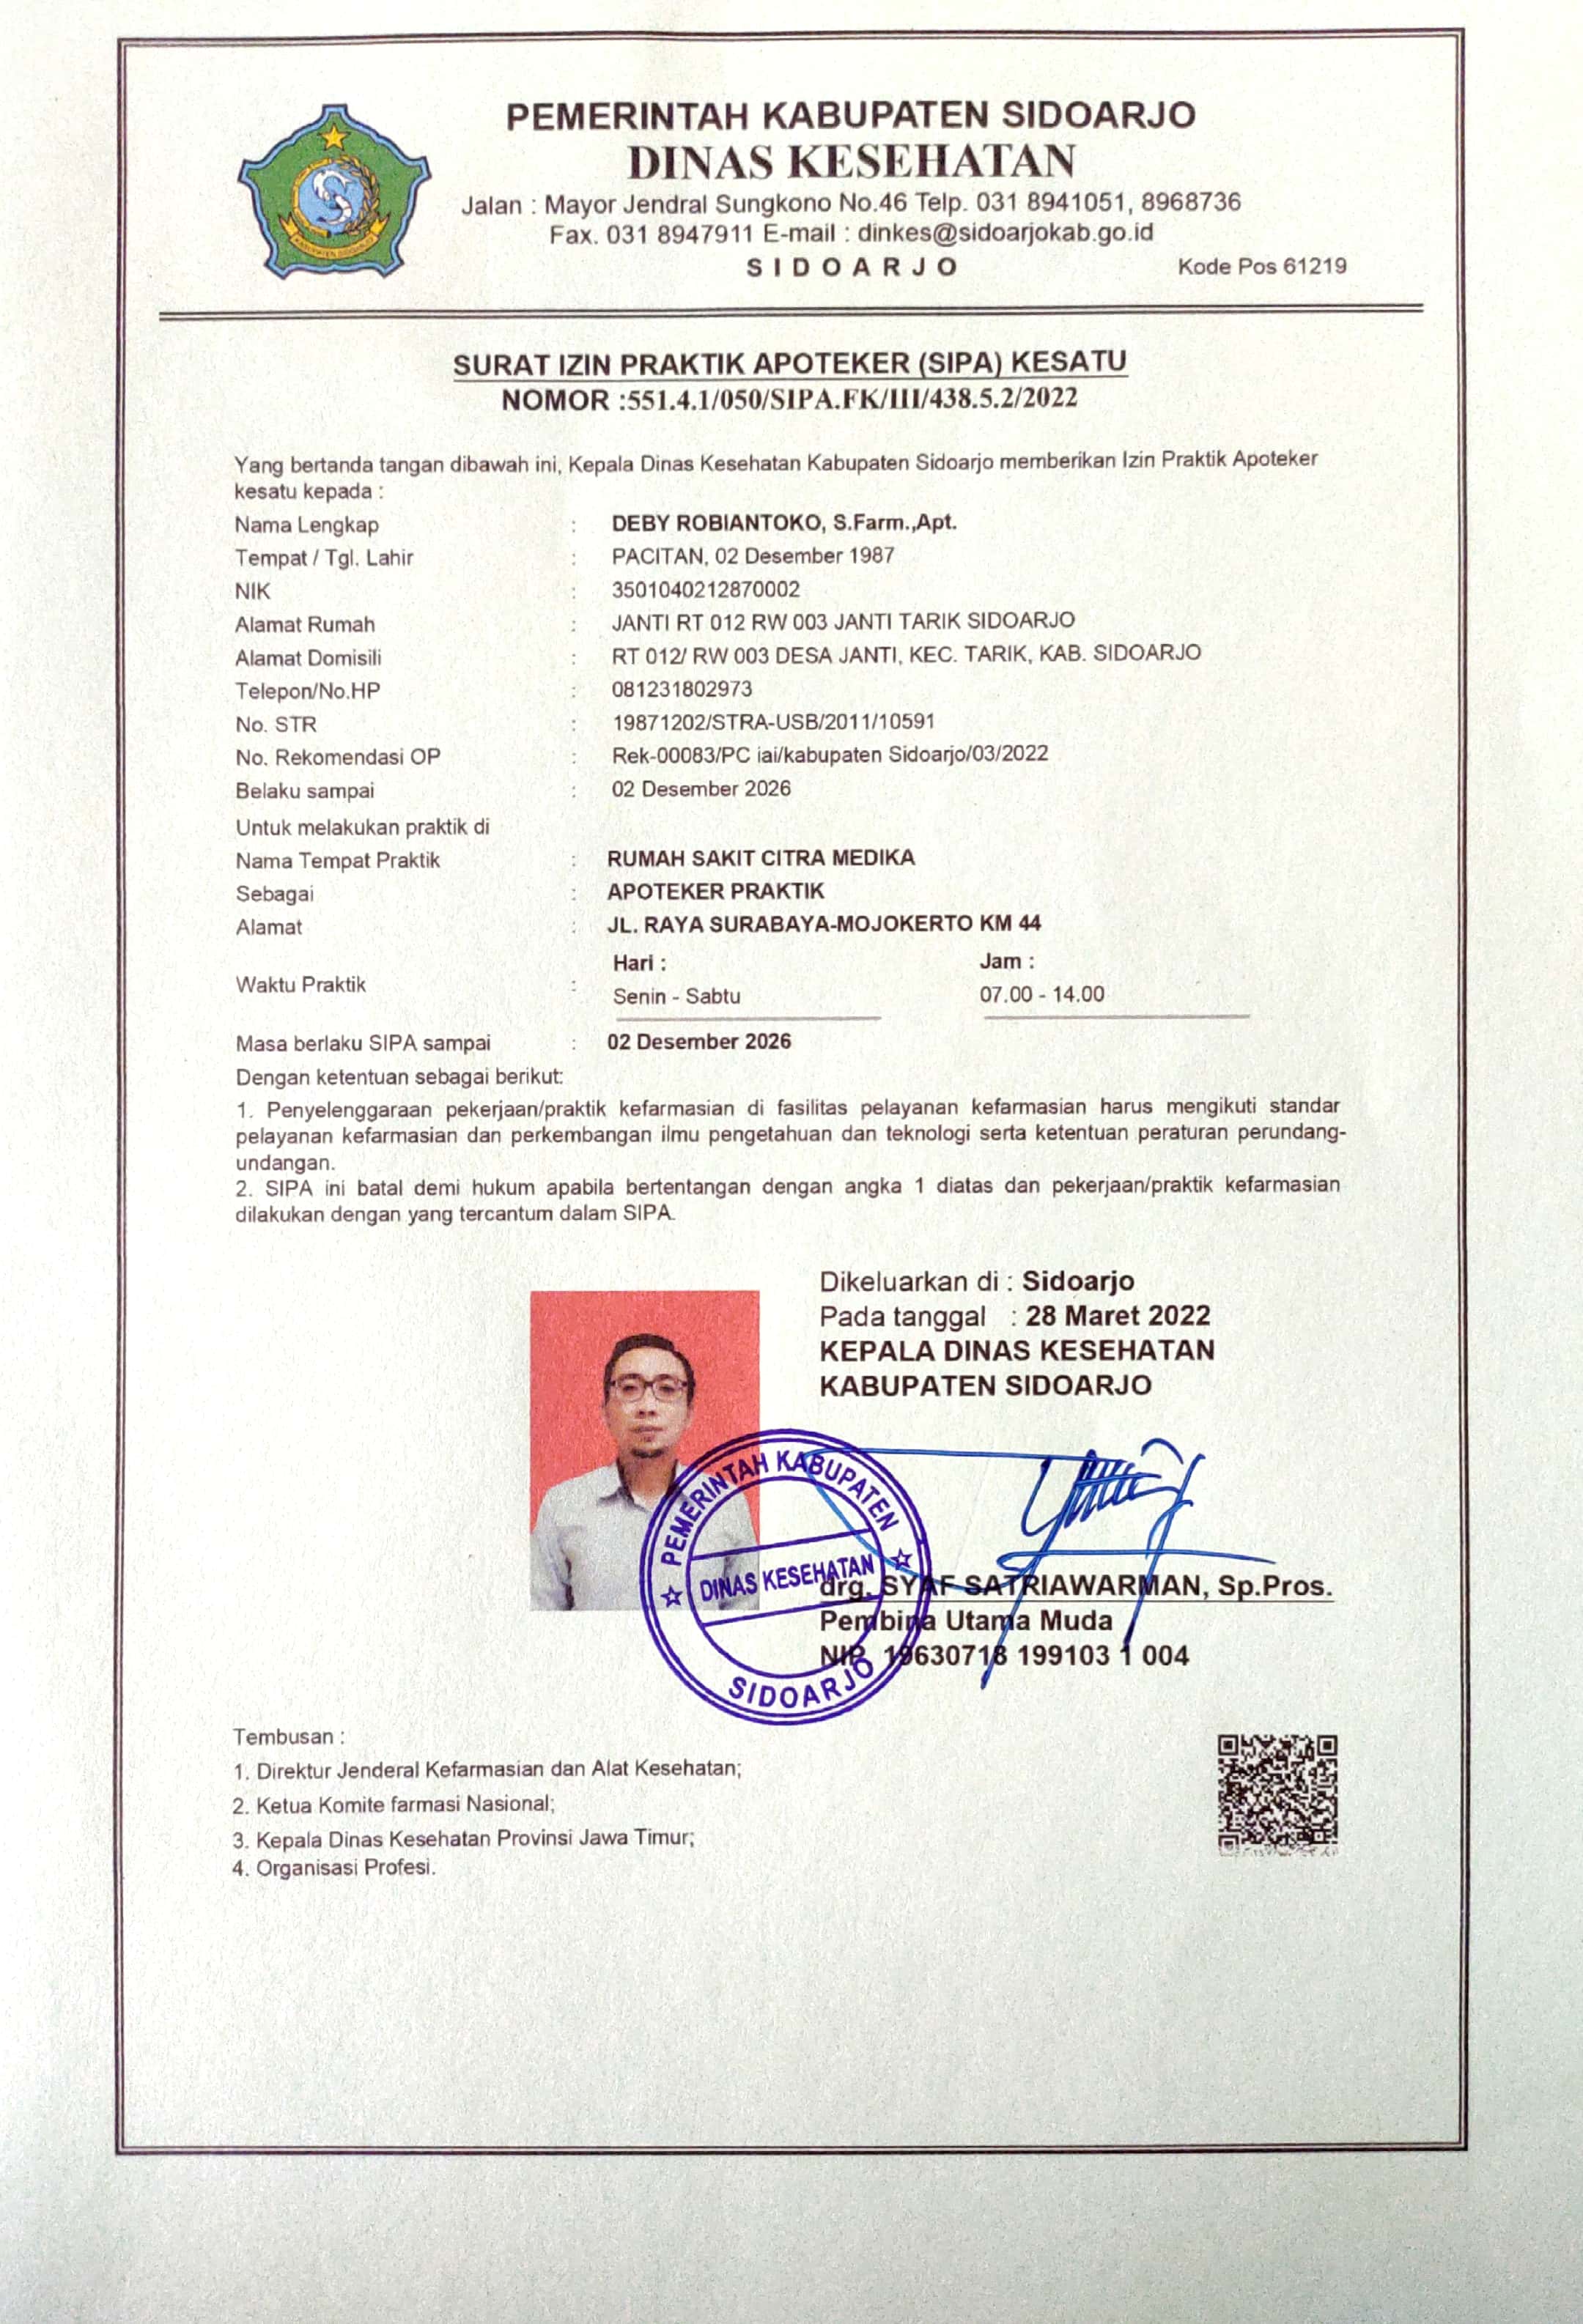 PEMERINTAH KABUPATEN SIDOARJO
DINAS KESEHATAN
Jalan : Mayor Jendral Sungkono No.46 Telp. 031 8941051, 8968736
Fax. 031 8947911 E-mail : dinkes@sidoarjokab.go.id
SIDOARJO Kode Pos 61219
KABUPATEN SIDOARJO
SURAT IZIN PRAKTIK APOTEKER (SIPA) KESATU
NOMOR :551.4.1/050/SIPA.FK/III/438.5.2/2022
Yang bertanda tangan dibawah ini, Kepala Dinas Kesehatan Kabupaten Sidoarjo memberikan Izin Praktik Apoteker
kesatu kepada :
Nama Lengkap : DEBY ROBIANTOKO, S.Farm.,Apt.
Tempat / Tgl. Lahir : PACITAN, 02 Desember 1987
NIK : 3501040212870002
Alamat Rumah : JANTI RT 012 RW 003 JANTI TARIK SIDOARJO
Alamat Domisili : RT 012/ RW 003 DESA JANTI, KEC. TARIK, KAB. SIDOARJO
Telepon/No.HP : 081231802973
No. STR : 19871202/STRA-USB/2011/10591
No. Rekomendasi OP : Rek-00083/PC iai/kabupaten Sidoarjo/03/2022
Belaku sampai : 02 Desember 2026
Untuk melakukan praktik di
Nama Tempat Praktik : RUMAH SAKIT CITRA MEDIKA
Sebagai : APOTEKER PRAKTIK
Alamat : JL. RAYA SURABAYA-MOJOKERTO KM 44
Hari : Jam :
Waktu Praktik : Senin - Sabtu 07.00 - 14.00
Masa berlaku SIPA sampai : 02 Desember 2026
Dengan ketentuan sebagai berikut:
1. Penyelenggaraan pekerjaan/praktik kefarmasian di fasilitas pelayanan kefarmasian harus mengikuti standar
pelayanan kefarmasian dan perkembangan ilmu pengetahuan dan teknologi serta ketentuan peraturan perundang-
undangan.
2. SIPA ini batal demi hukum apabila bertentangan dengan angka 1 diatas dan pekerjaan/praktik kefarmasian
dilakukan dengan yang tercantum dalam SIPA.
Dikeluarkan di : Sidoarjo
Pada tanggal : 28 Maret 2022
KEPALA DINAS KESEHATAN
KABUPATEN SIDOARJO
PEMERINTAH KABUPATEN
DINAS KESEHATAN
SIDOARJO
drg. SYAF SATRIAWARMAN, Sp.Pros.
Pembina Utama Muda
NIP. 19630718 199103 1 004
Tembusan :
1. Direktur Jenderal Kefarmasian dan Alat Kesehatan;
2. Ketua Komite farmasi Nasional;
3. Kepala Dinas Kesehatan Provinsi Jawa Timur;
4. Organisasi Profesi.